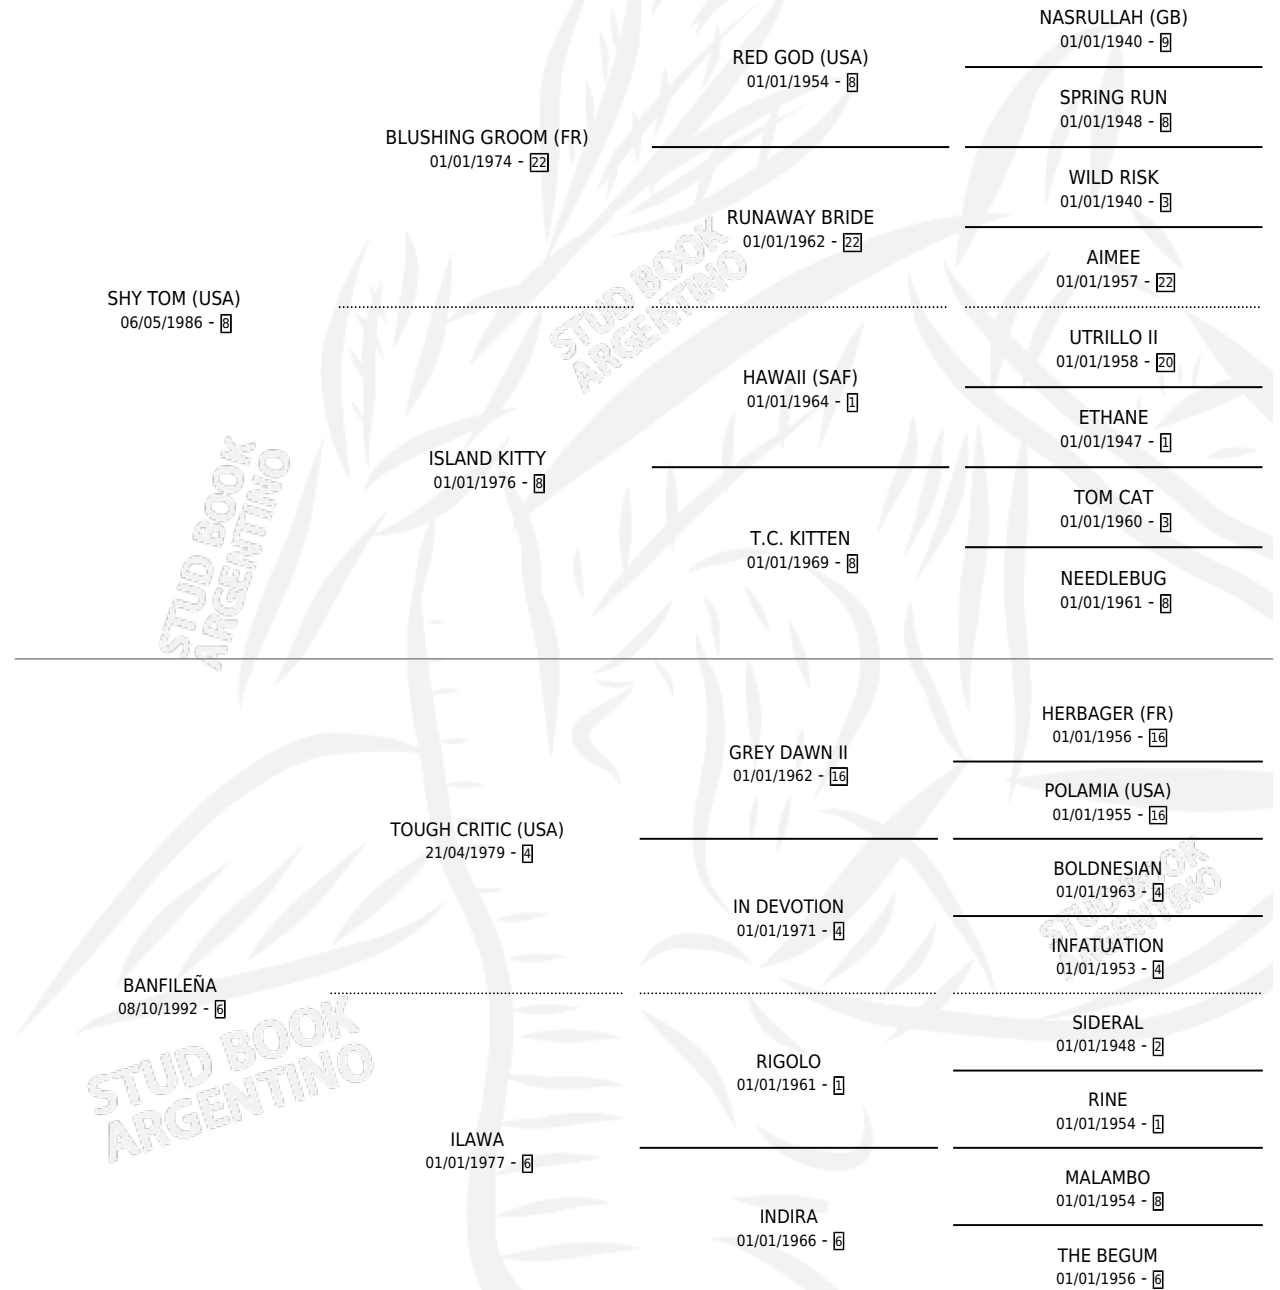 NASRULLAH (GB)
01/01/1940 - 9
RED GOD (USA)
01/01/1954 - 8
SPRING RUN
01/01/1948 - 8
BLUSHING GROOM (FR)
01/01/1974 - 22
WILD RISK
01/01/1940 - 3
RUNAWAY BRIDE
01/01/1962 - 22
AIMEE
01/01/1957 - 22
SHY TOM (USA)
06/05/1986 - 8
UTRILLO II
01/01/1958 - 20
HAWAII (SAF)
01/01/1964 - 1
ETHANE
01/01/1947 - 1
ISLAND KITTY
01/01/1976 - 8
TOM CAT
01/01/1960 - 3
T.C. KITTEN
01/01/1969 - 8
NEEDLEBUG
01/01/1961 - 8
STUD BOOK
ARGENTINO
STUD BOOK
ARGENTINO
HERBAGER (FR)
01/01/1956 - 16
GREY DAWN II
01/01/1962 - 16
POLAMIA (USA)
01/01/1955 - 16
TOUGH CRITIC (USA)
21/04/1979 - 4
BOLDNESIAN
01/01/1963 - 4
IN DEVOTION
01/01/1971 - 4
INFATUATION
01/01/1953 - 4
BANFILEÑA
08/10/1992 - 6
SIDERAL
01/01/1948 - 2
RIGOLO
01/01/1961 - 1
RINE
01/01/1954 - 1
ILAWA
01/01/1977 - 6
MALAMBO
01/01/1954 - 8
INDIRA
01/01/1966 - 6
THE BEGUM
01/01/1956 - 6
STUD BOOK
ARGENTINO
STUD BOOK
ARGENTINO